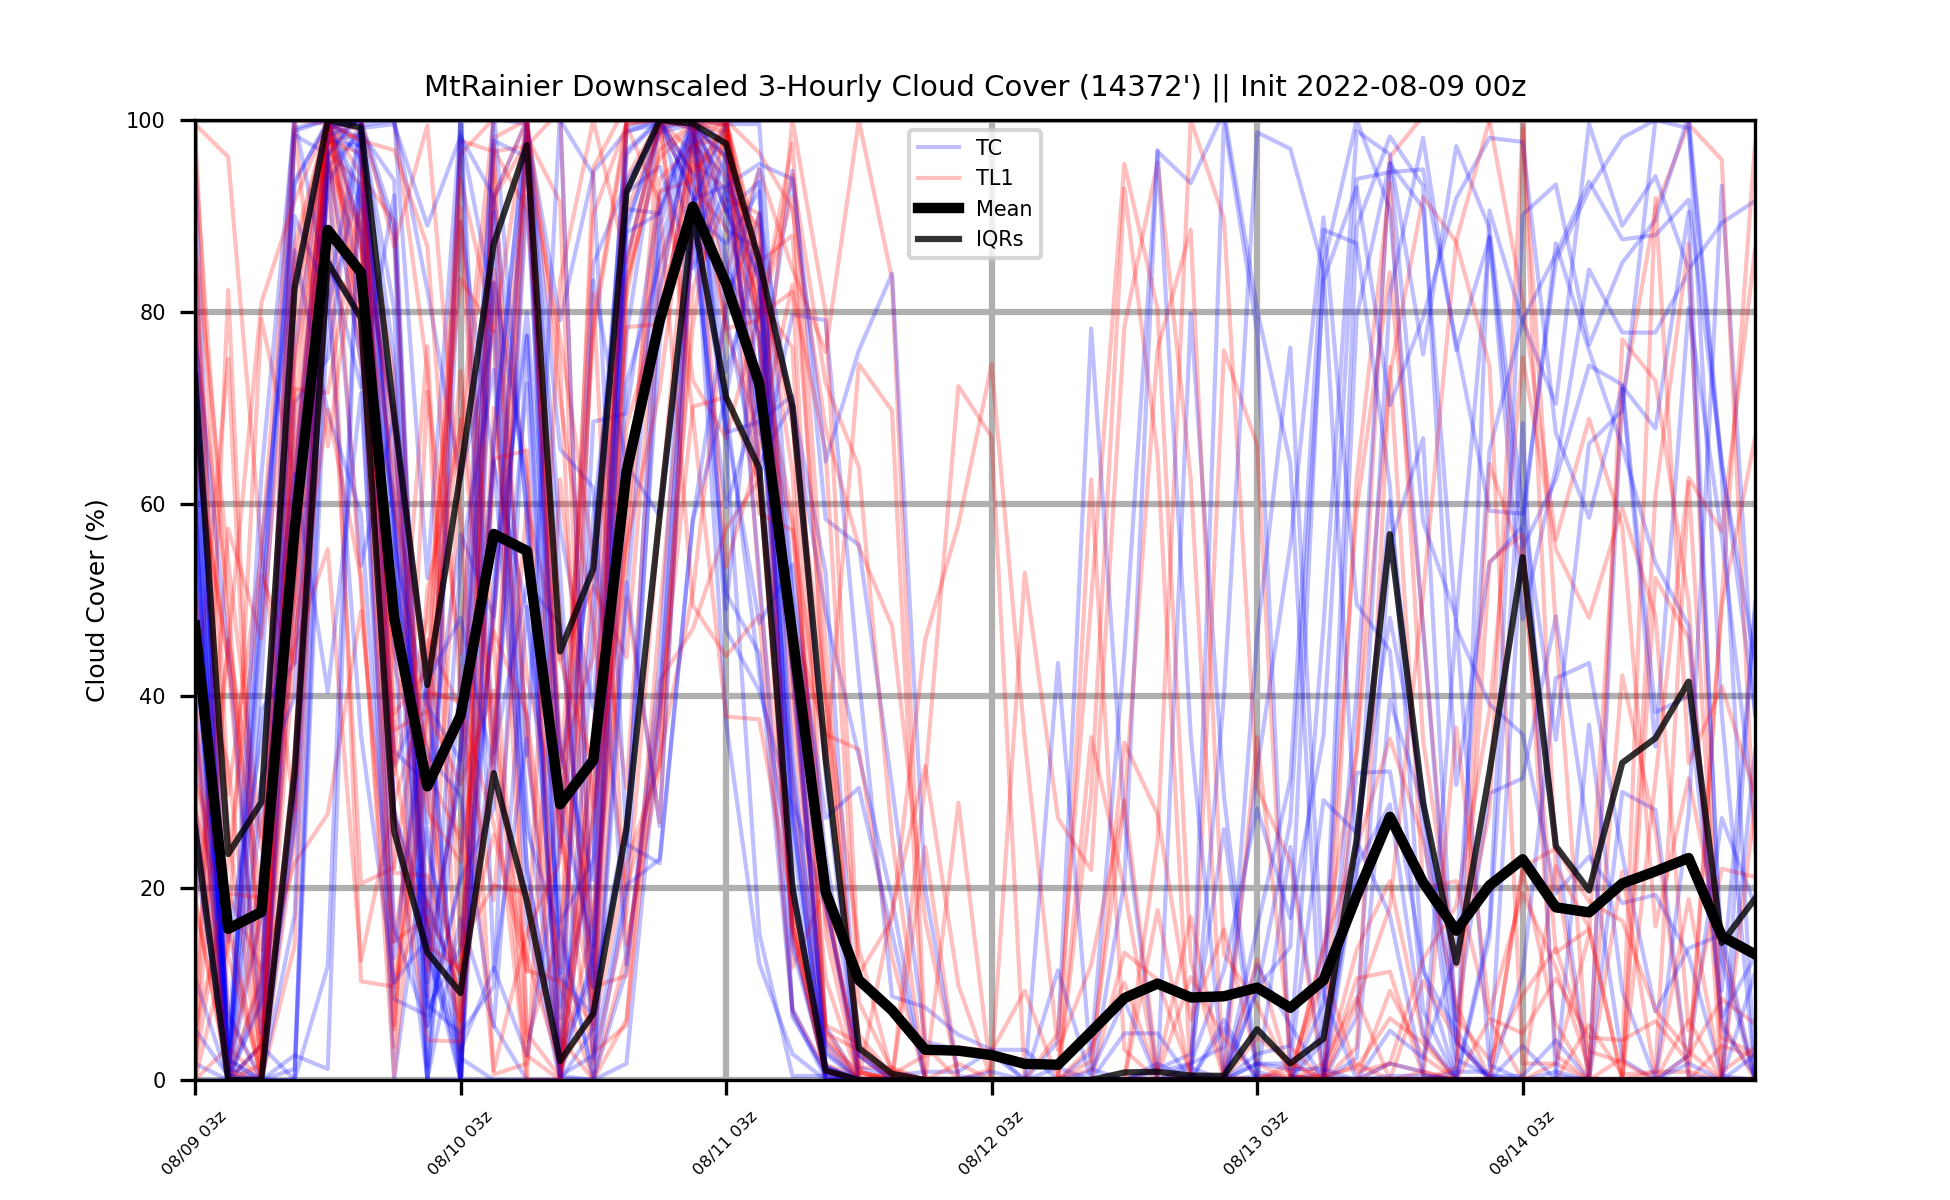 MtRainier Downscaled 3-Hourly Cloud Cover (14372') || Init 2022-08-09 00z
TC
TL1
Mean
IQRs
Cloud Cover (%)
100
80
60
40
20
0
08/09 03z
08/10 03z
08/11 03z
08/12 03z
08/13 03z
08/14 03z